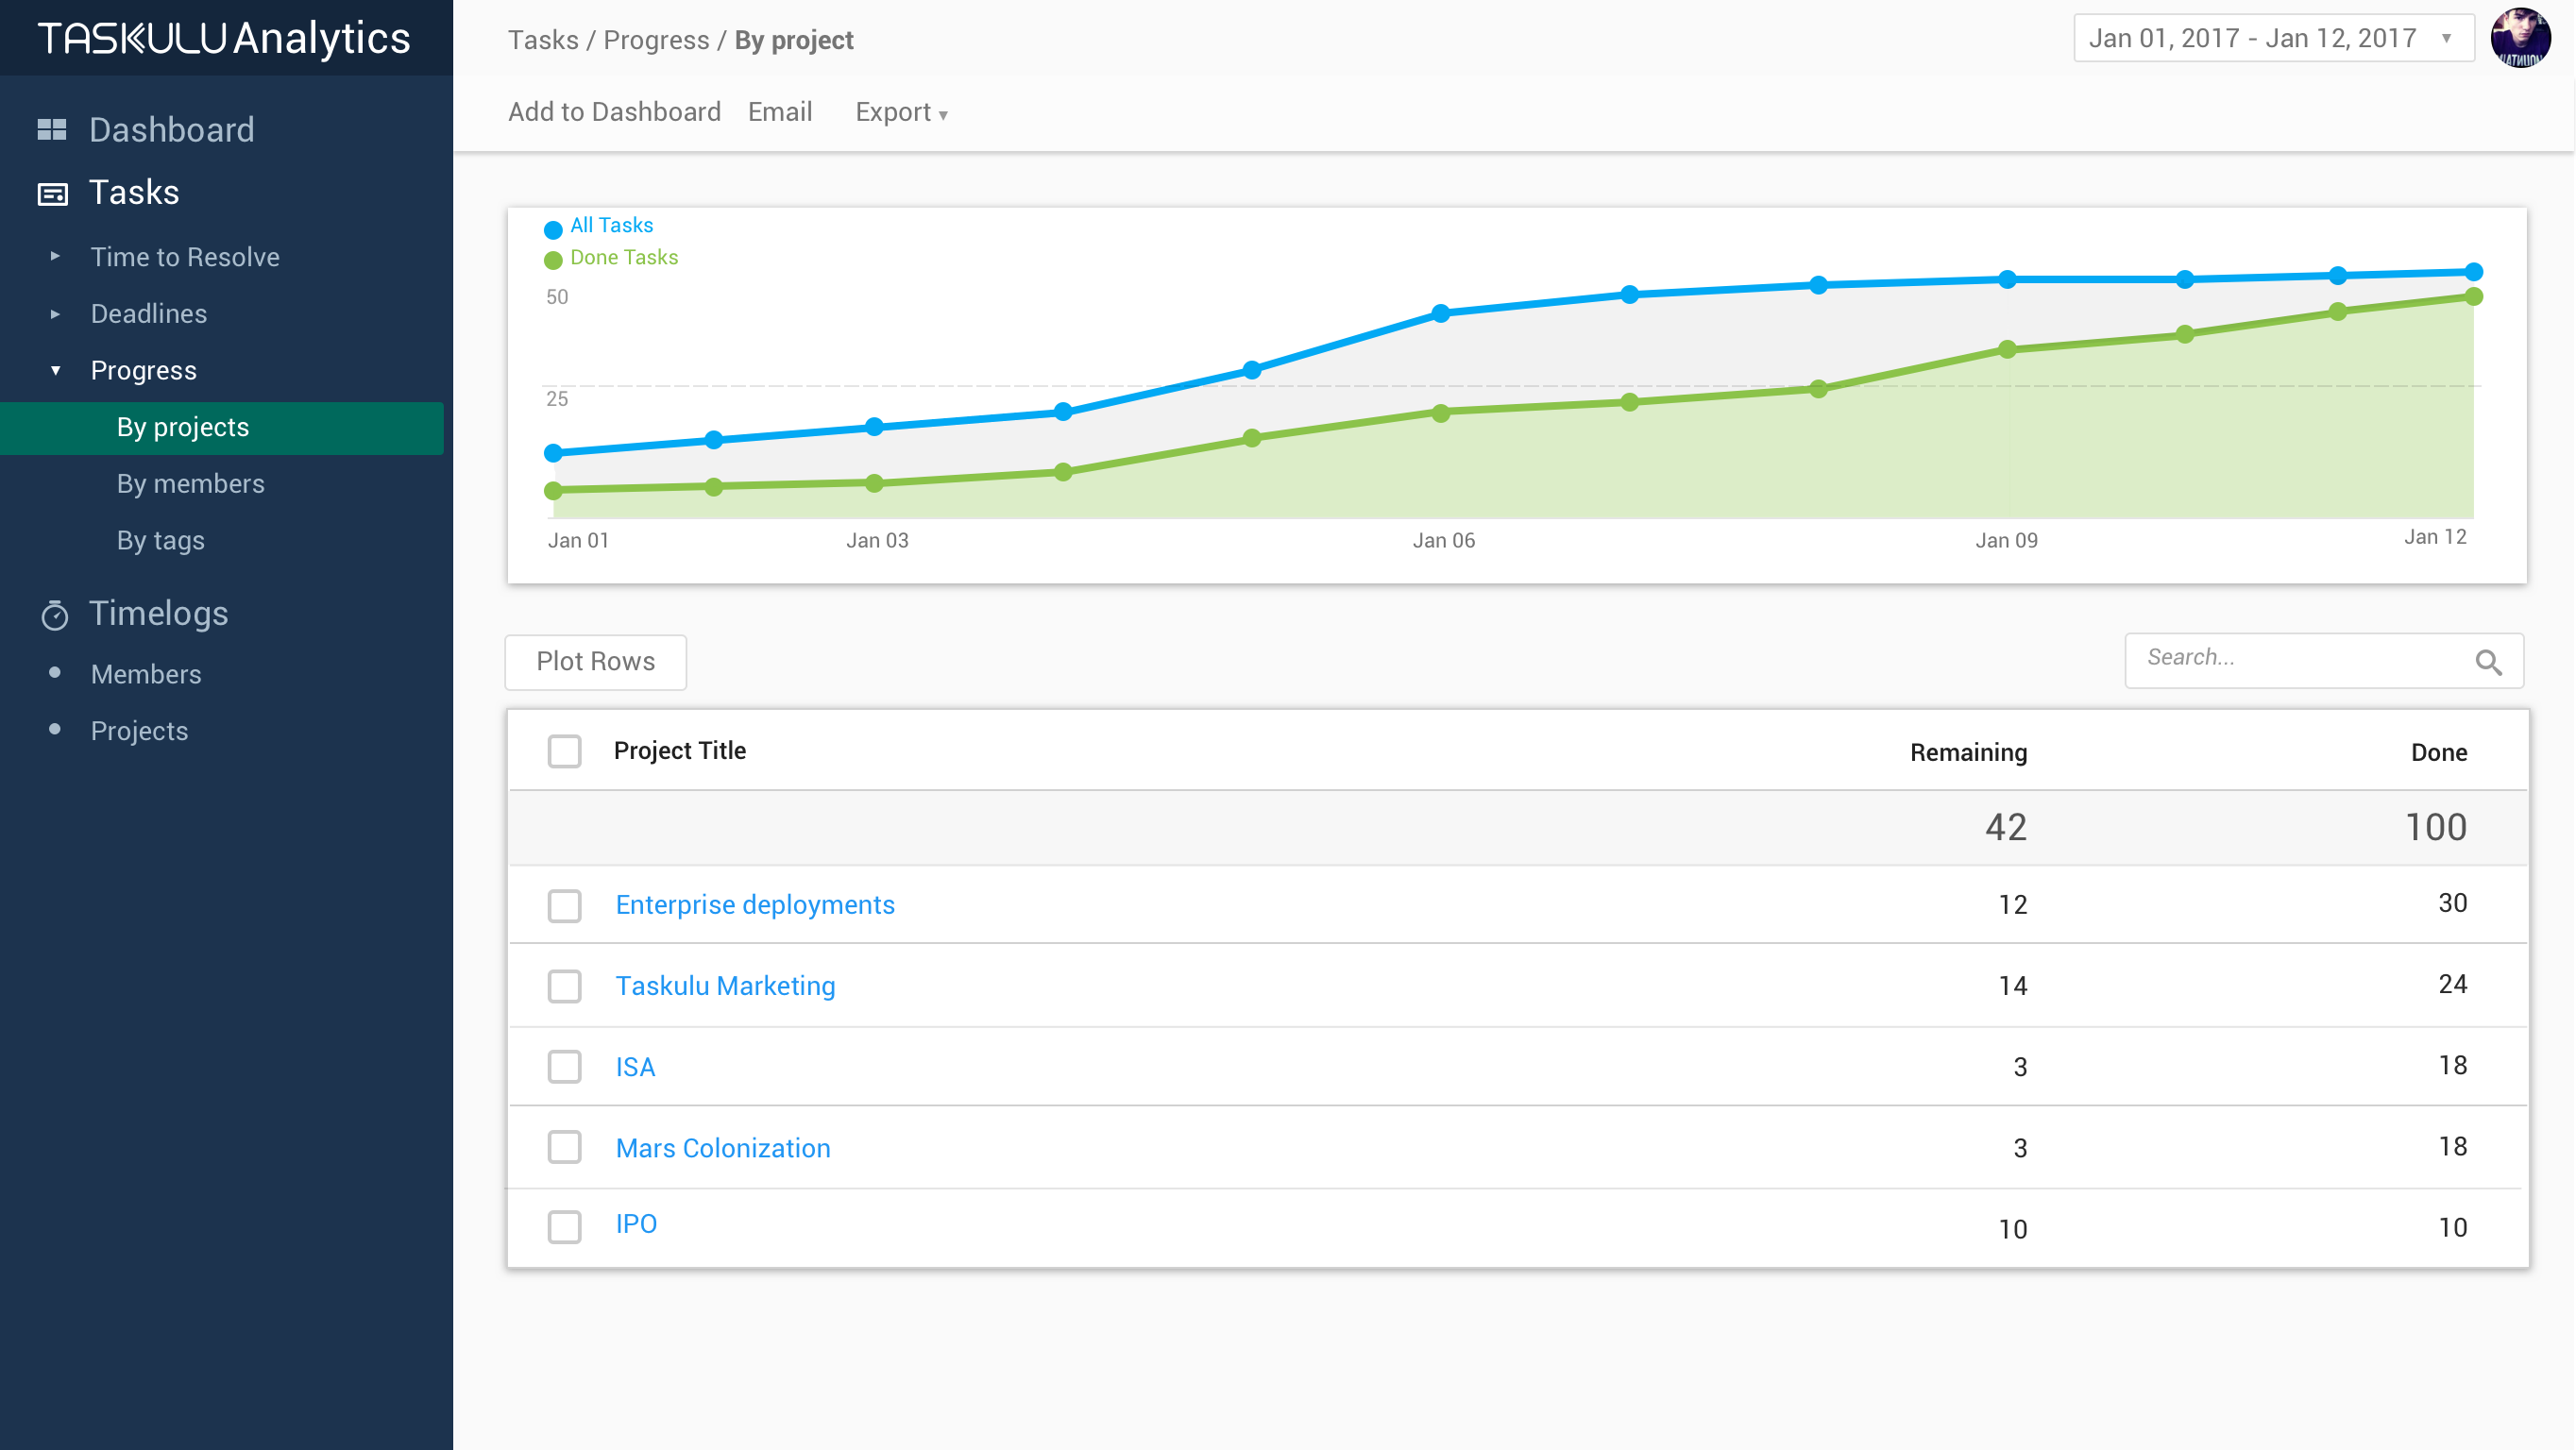 TASKULU Analytics
Dashboard
Tasks
Time to Resolve
Deadlines
Progress
By projects
By members
By tags
Timelogs
Members
Projects
Tasks / Progress / By project
Jan 01, 2017 - Jan 12, 2017
Add to Dashboard Email Export
All Tasks
Done Tasks
50
25
Jan 01 Jan 03 Jan 06 Jan 09 Jan 12
Plot Rows
Search...
Project Title Remaining Done
42 100
Enterprise deployments 12 30
Taskulu Marketing 14 24
ISA 3 18
Mars Colonization 3 18
IPO 10 10